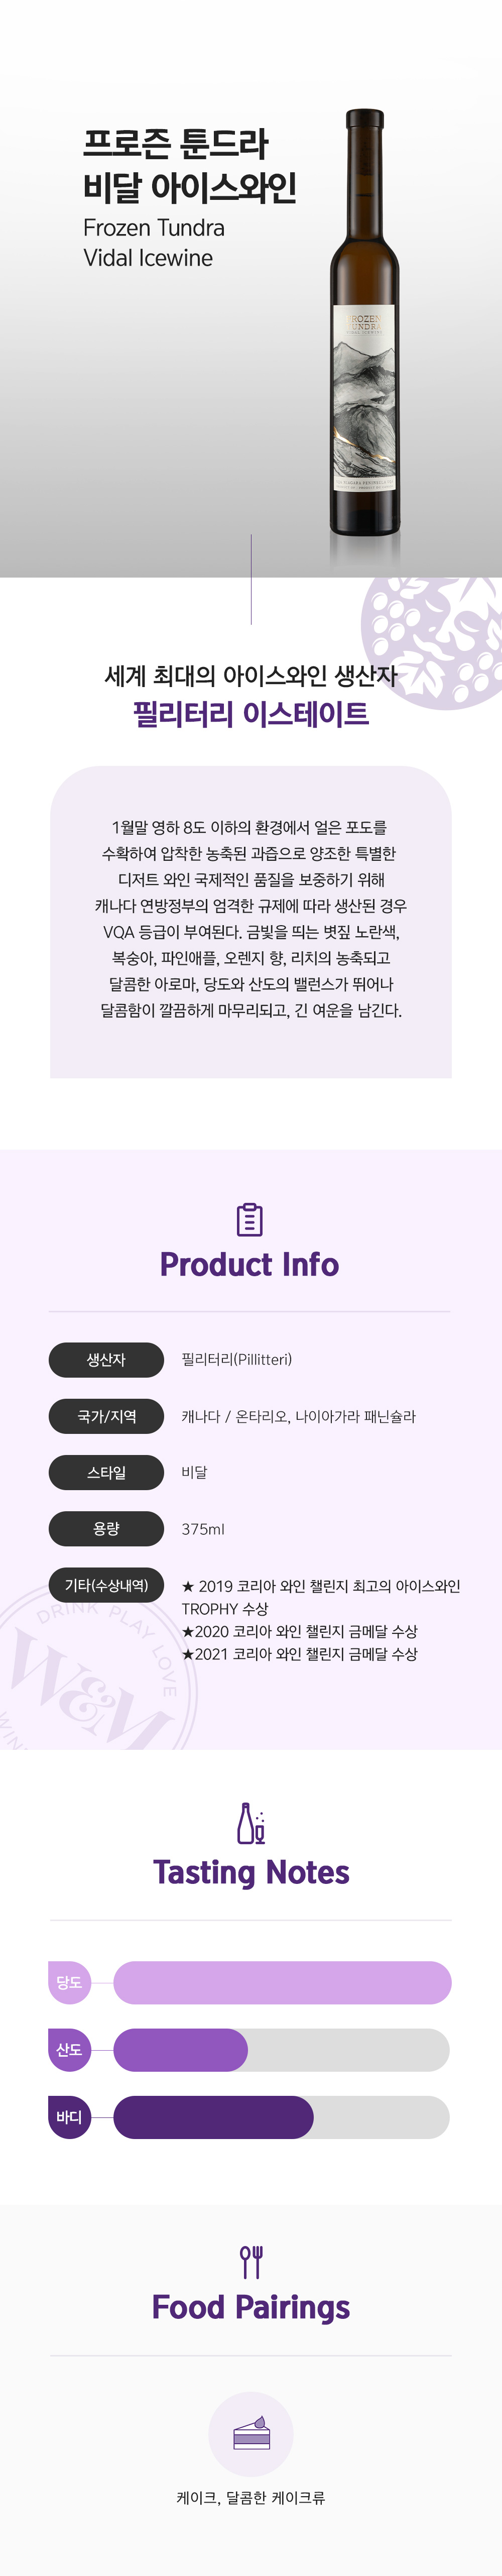 프로즌 툰드라
비달 아이스와인
Frozen Tundra
Vidal Icewine
FROZEN
TUNDRA
VIDAL ICEWINE
세계 최대의 아이스와인 생산자
필리터리 이스테이트
1월말 영하 8도 이하의 환경에서 얼은 포도를
수확하여 압착한 농축된 과즙으로 양조한 특별한
디저트 와인 국제적인 품질을 보중하기 위해
캐나다 연방정부의 엄격한 규제에 따라 생산된 경우
VQA 등급이 부여된다. 금빛을 띄는 볏짚 노란색,
복숭아, 파인애플, 오렌지 향, 리치의 농축되고
달콤한 아로마, 당도와 산도의 밸런스가 뛰어나
달콤함이 깔끔하게 마무리되고, 긴 여운을 남긴다.
Product Info
생산자 필리터리(Pillitteri)
국가/지역 캐나다 / 온타리오, 나이아가라 패닌슐라
스타일 비달
용량 375ml
기타(수상내역) ★ 2019 코리아 와인 챌린지 최고의 아이스와인
TROPHY 수상
★2020 코리아 와인 챌린지 금메달 수상
★2021 코리아 와인 챌린지 금메달 수상
DRINK PLAY LOVE
W&M
WIN
Tasting Notes
당도
산도
바디
Food Pairings
케이크, 달콤한 케이크류